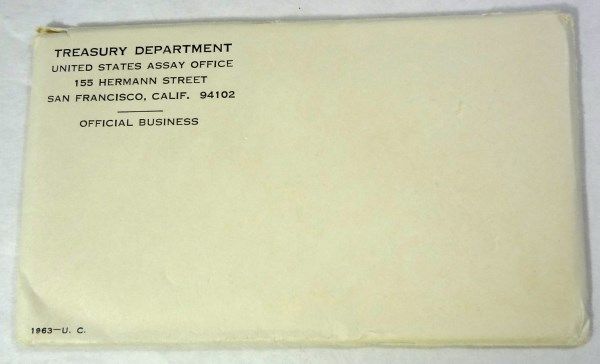 TREASURY DEPARTMENT
UNITED STATES ASSAY OFFICE
155 HERMANN STREET
SAN FRANCISCO, CALIF. 94102
OFFICIAL BUSINESS
1963—U. C.